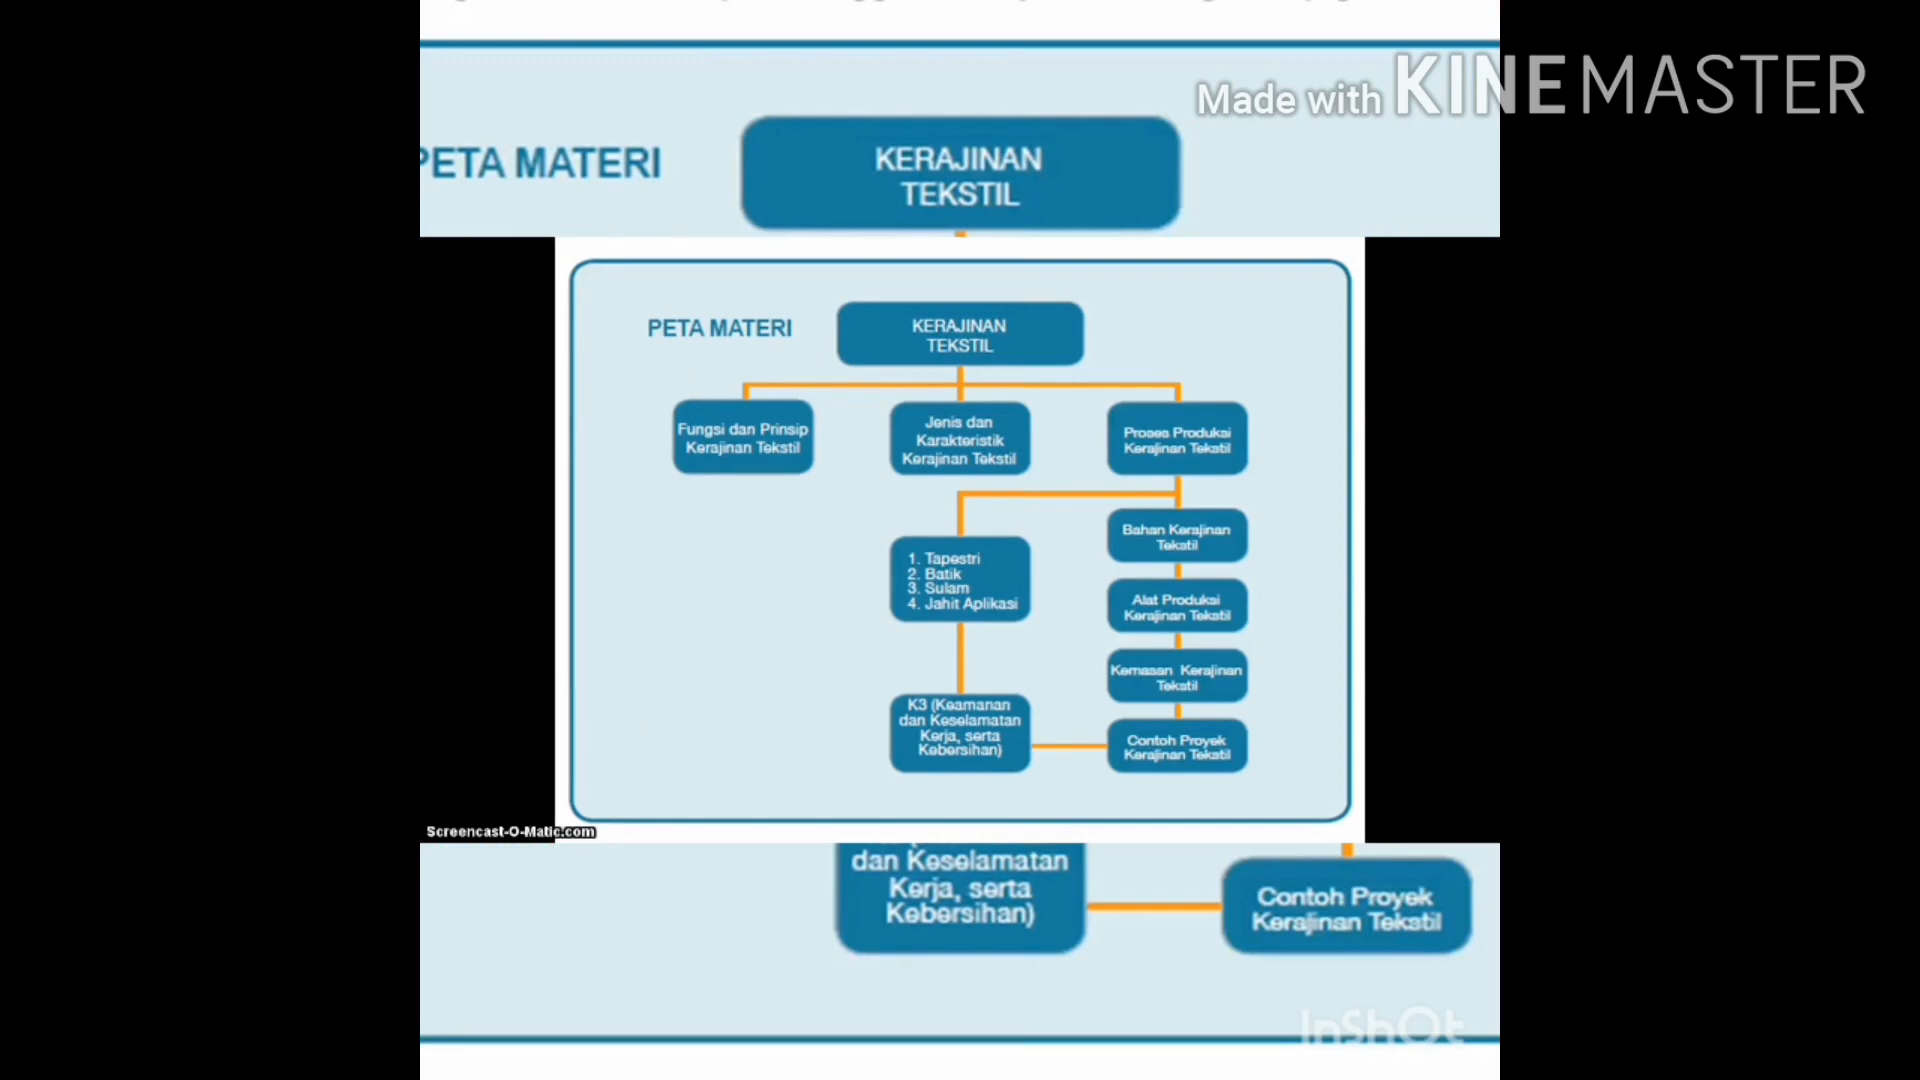 Made with KINEMASTER
PETA MATERI
KERAJINAN
TEKSTIL
PETA MATERI
KERAJINAN
TEKSTIL
Fungsi dan Prinsip
Kerajinan Tekstil
Jenis dan
Karakteristik
Kerajinan Tekstil
Proses Produksi
Kerajinan Tekstil
1. Tapestri
2. Batik
3. Sulam
4. Jahit Aplikasi
Bahan Kerajinan
Tekstil
Alat Produksi
Kerajinan Tekstil
Kemasan Kerajinan
Tekstil
K3 (Keamanan
dan Keselamatan
Kerja, serta
Kebersihan)
Contoh Proyek
Kerajinan Tekstil
Screencast-O-Matic.com
dan Keselamatan
Kerja, serta
Kebersihan)
Contoh Proyek
Kerajinan Tekstil
InShOt